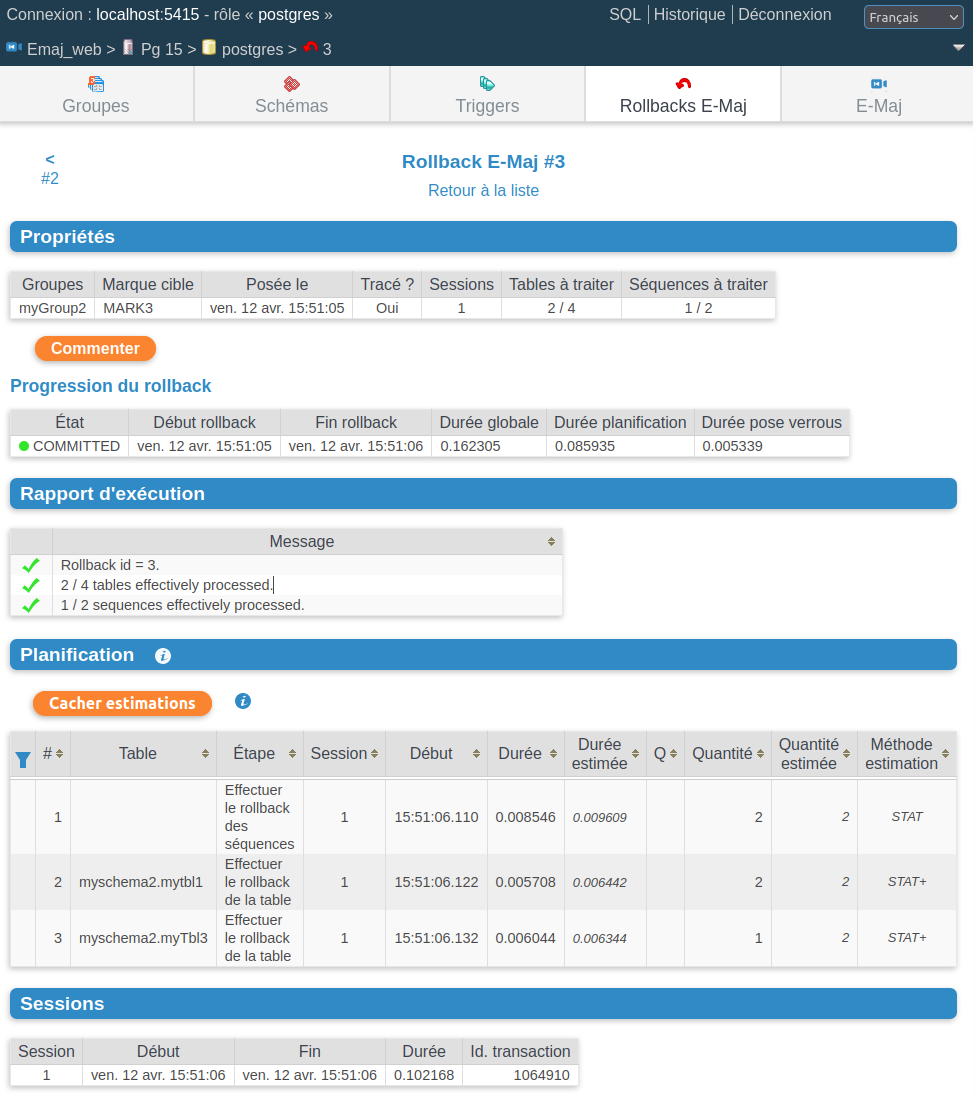 Connexion : localhost:5415 - rôle « postgres »
SQL | Historique | Déconnexion
Français
Emaj_web > Pg 15 > postgres > 3
Groupes
Schémas
Triggers
Rollbacks E-Maj
E-Maj
<
#2
Rollback E-Maj #3
Retour à la liste
Propriétés
Groupes Marque cible Posée le Tracé ? Sessions Tables à traiter Séquences à traiter
myGroup2 MARK3 ven. 12 avr. 15:51:05 Oui 1 2 / 4 1 / 2
Commenter
Progression du rollback
État Début rollback Fin rollback Durée globale Durée planification Durée pose verrous
COMMITTED ven. 12 avr. 15:51:05 ven. 12 avr. 15:51:06 0.162305 0.085935 0.005339
Rapport d'exécution
Message
Rollback id = 3.
2 / 4 tables effectively processed.
1 / 2 sequences effectively processed.
Planification
Cacher estimations
# Table Étape Session Début Durée Durée estimée Q Quantité Quantité estimée Méthode estimation
1 Effectuer le rollback des séquences 1 15:51:06.110 0.008546 0.009609 2 2 STAT
2 myschema2.mytbl1 Effectuer le rollback de la table 1 15:51:06.122 0.005708 0.006442 2 2 STAT+
3 myschema2.myTbl3 Effectuer le rollback de la table 1 15:51:06.132 0.006044 0.006344 1 2 STAT+
Sessions
Session Début Fin Durée Id. transaction
1 ven. 12 avr. 15:51:06 ven. 12 avr. 15:51:06 0.102168 1064910